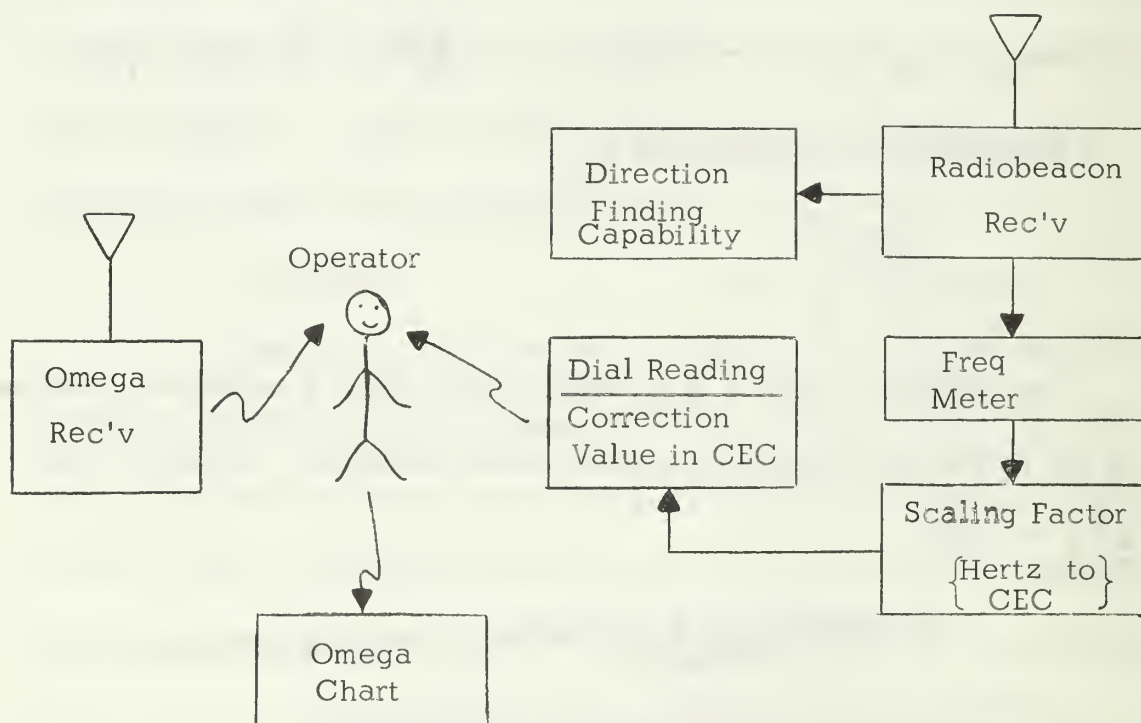 Direction
Finding
Capability
Radiobeacon
Rec'v
Operator
Omega
Rec'v
Dial Reading
Correction
Value in CEC
Freq
Meter
Scaling Factor
{Hertz to
CEC}
Omega
Chart